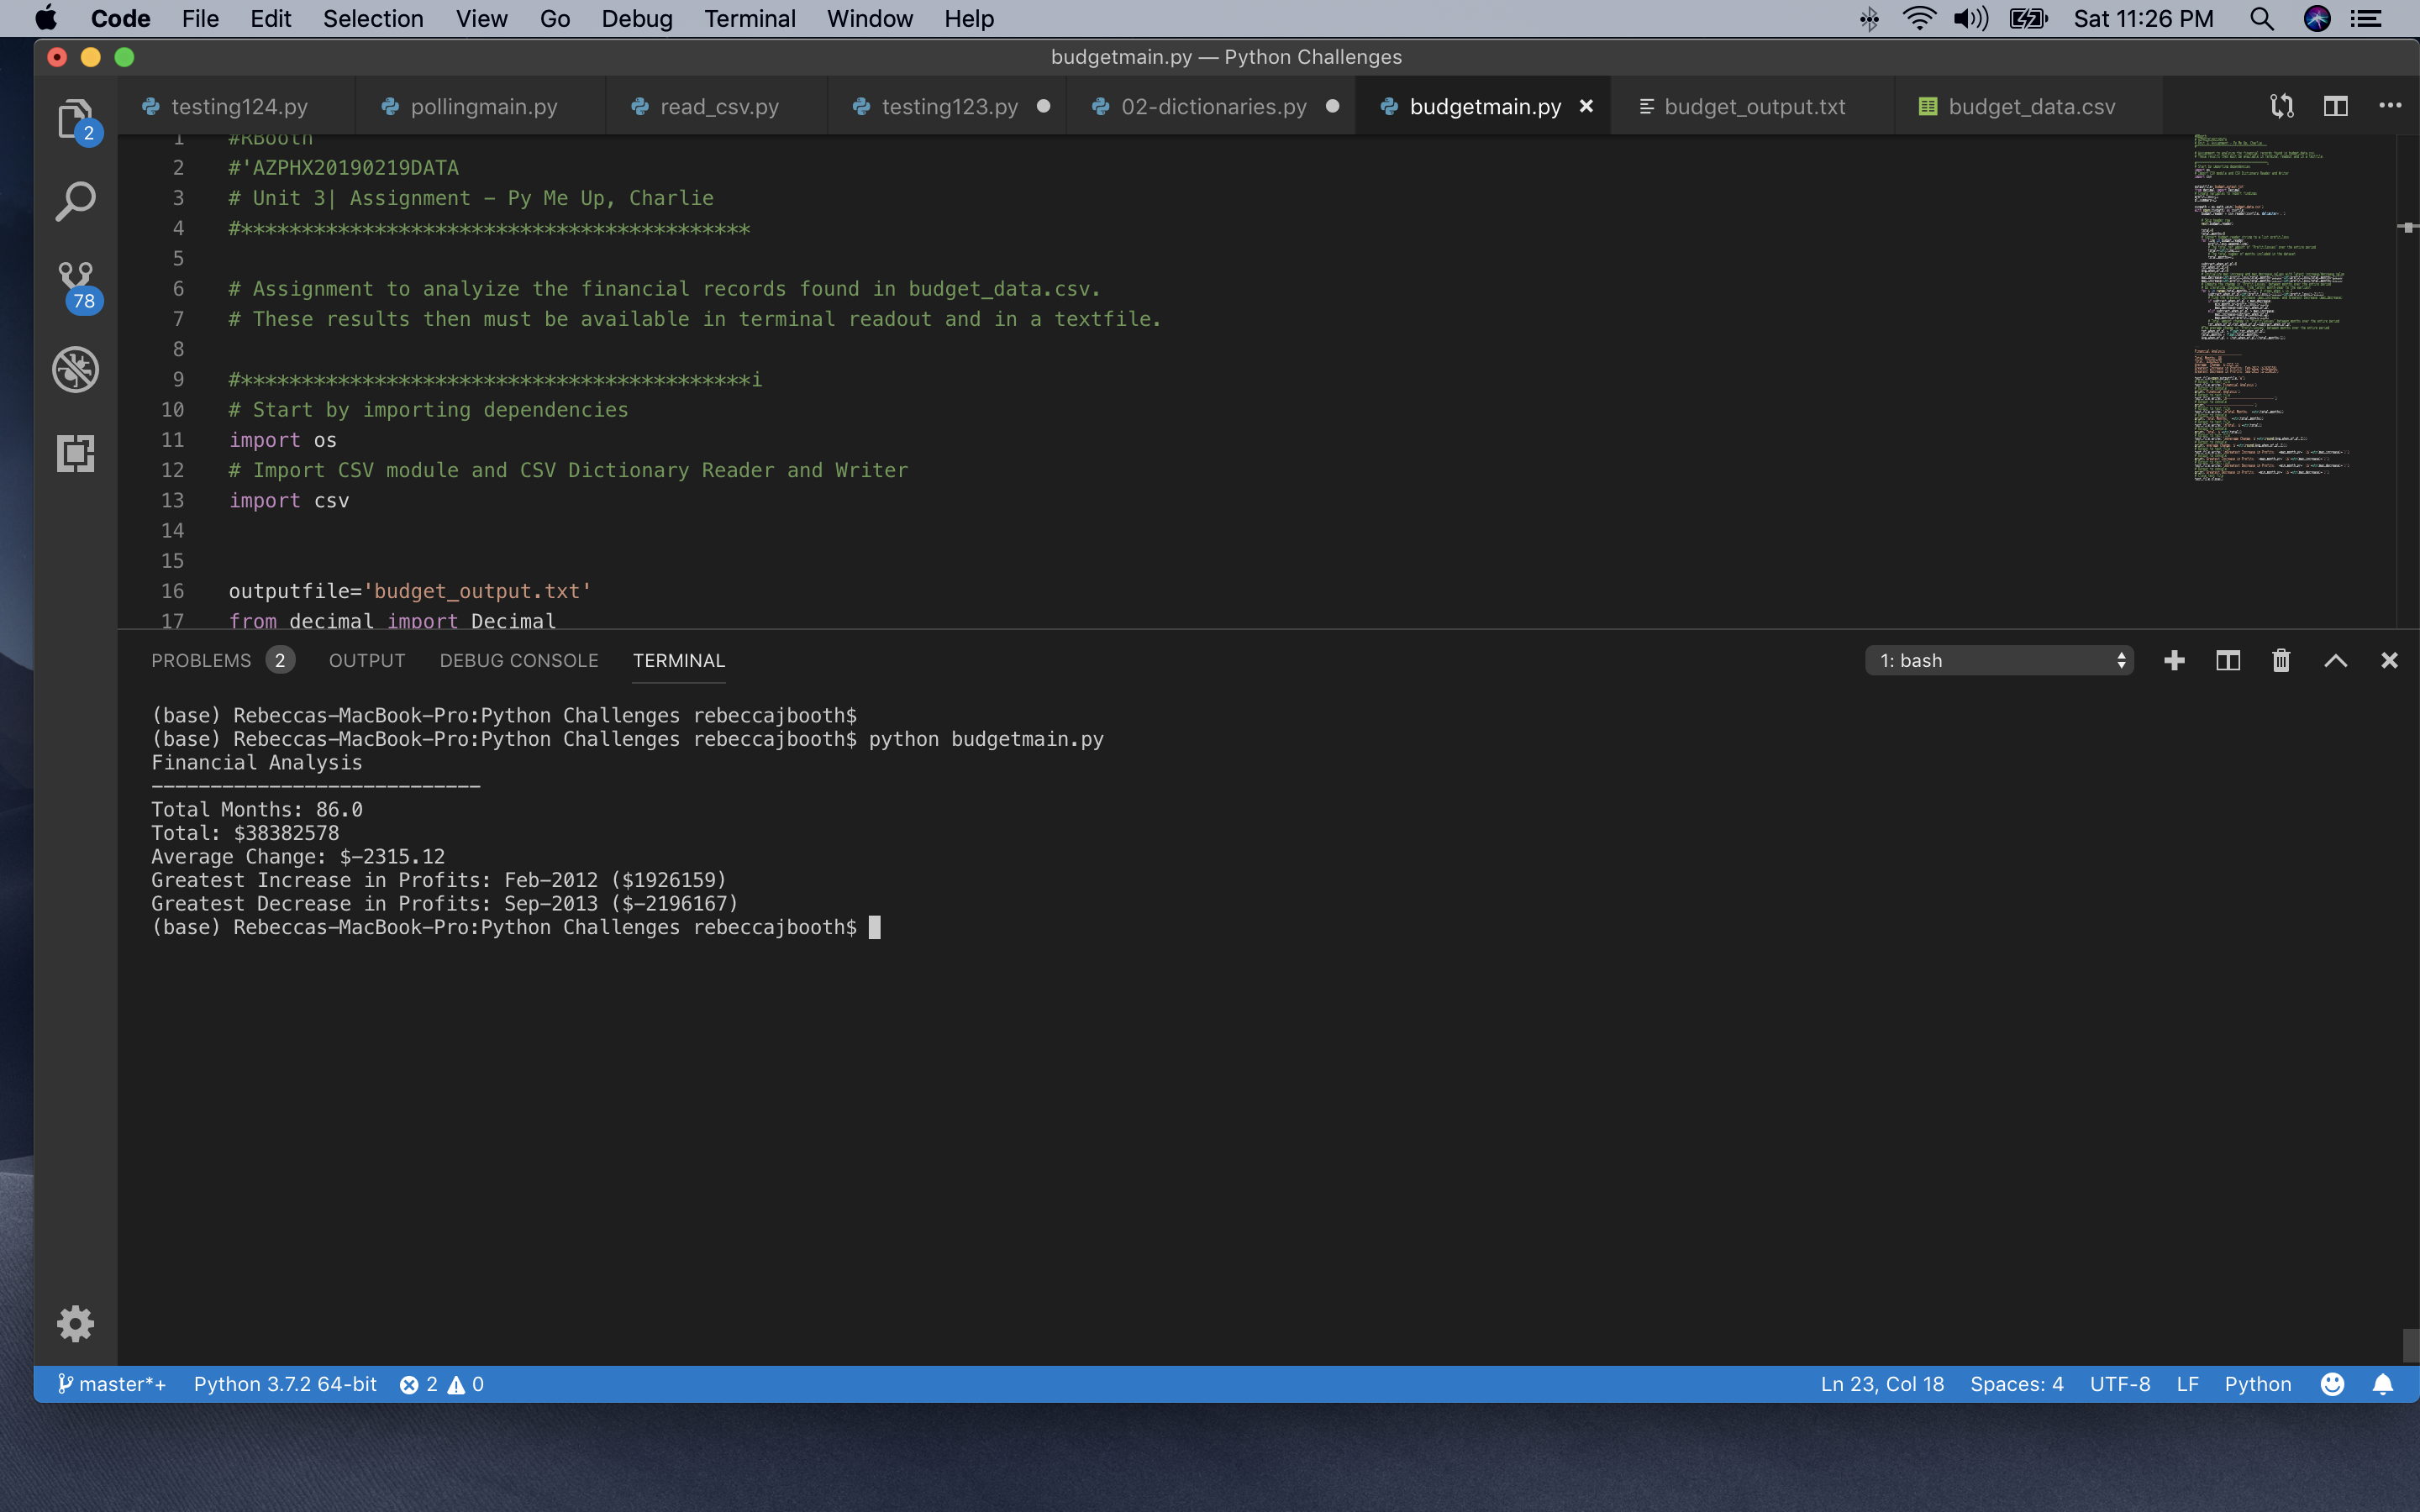 Code File Edit Selection View Go Debug Terminal Window Help Sat 11:26 PM
budgetmain.py — Python Challenges
testing124.py pollingmain.py read_csv.py testing123.py 02-dictionaries.py budgetmain.py budget_output.txt budget_data.csv
2
78
1 #RBooth
2 #'AZPHX20190219DATA
3 # Unit 3| Assignment - Py Me Up, Charlie
4 #******************************************
5
6 # Assignment to analyize the financial records found in budget_data.csv.
7 # These results then must be available in terminal readout and in a textfile.
8
9 #******************************************i
10 # Start by importing dependencies
11 import os
12 # Import CSV module and CSV Dictionary Reader and Writer
13 import csv
14
15
16 outputfile='budget_output.txt'
17 from decimal import Decimal
PROBLEMS 2 OUTPUT DEBUG CONSOLE TERMINAL 1: bash
(base) Rebeccas-MacBook-Pro:Python Challenges rebeccajbooth$
(base) Rebeccas-MacBook-Pro:Python Challenges rebeccajbooth$ python budgetmain.py
Financial Analysis
----------------------------
Total Months: 86.0
Total: $38382578
Average Change: $-2315.12
Greatest Increase in Profits: Feb-2012 ($1926159)
Greatest Decrease in Profits: Sep-2013 ($-2196167)
(base) Rebeccas-MacBook-Pro:Python Challenges rebeccajbooth$
master*+ Python 3.7.2 64-bit 2 0 Ln 23, Col 18 Spaces: 4 UTF-8 LF Python